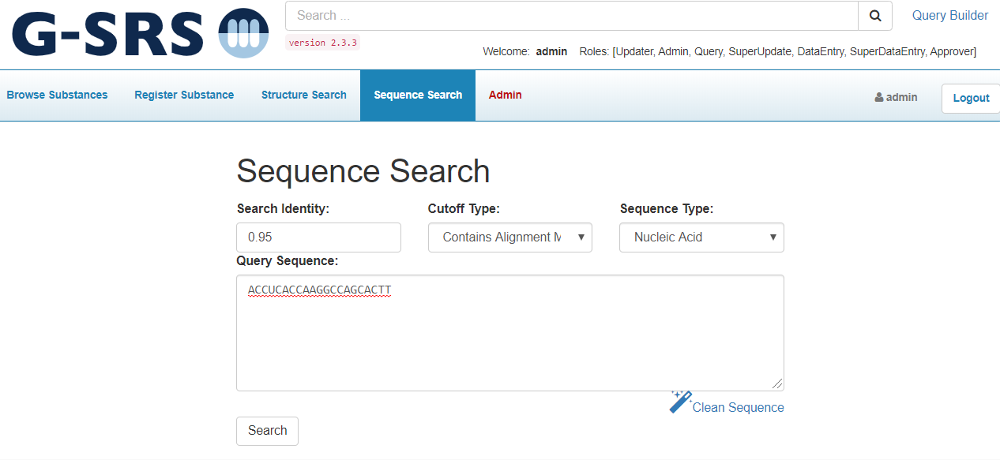 G-SRS
Search ...
Query Builder
version 2.3.3
Welcome: admin Roles: [Updater, Admin, Query, SuperUpdate, DataEntry, SuperDataEntry, Approver]
Browse Substances Register Substance Structure Search Sequence Search Admin admin Logout
Sequence Search
Search Identity: Cutoff Type: Sequence Type:
0.95 Contains Alignment M Nucleic Acid
Query Sequence:
ACCUCACCAAGGCCAGCACTT
Clean Sequence
Search